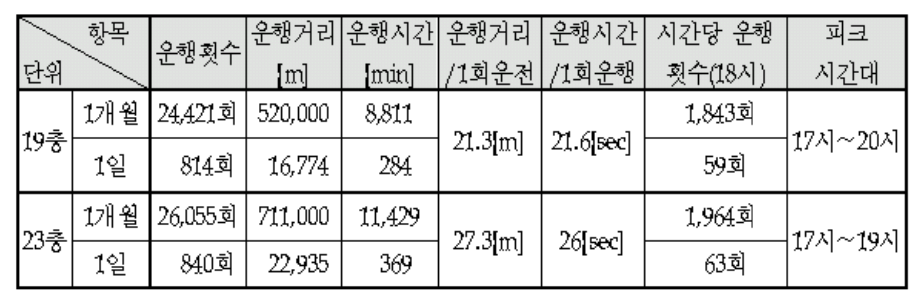 항목 운행횟수 운행거리 [m] 운행시간 [min] 운행거리 /1회운전 운행시간 /1회운행 시간당 운행 횟수(18시) 피크 시간대
단위
19층 1개월 24,421회 520,000 8,811 21.3[m] 21.6[sec] 1,843회 17시~20시
1일 814회 16,774 284 59회
23층 1개월 26,055회 711,000 11,429 27.3[m] 26[sec] 1,964회 17시~19시
1일 840회 22,935 369 63회